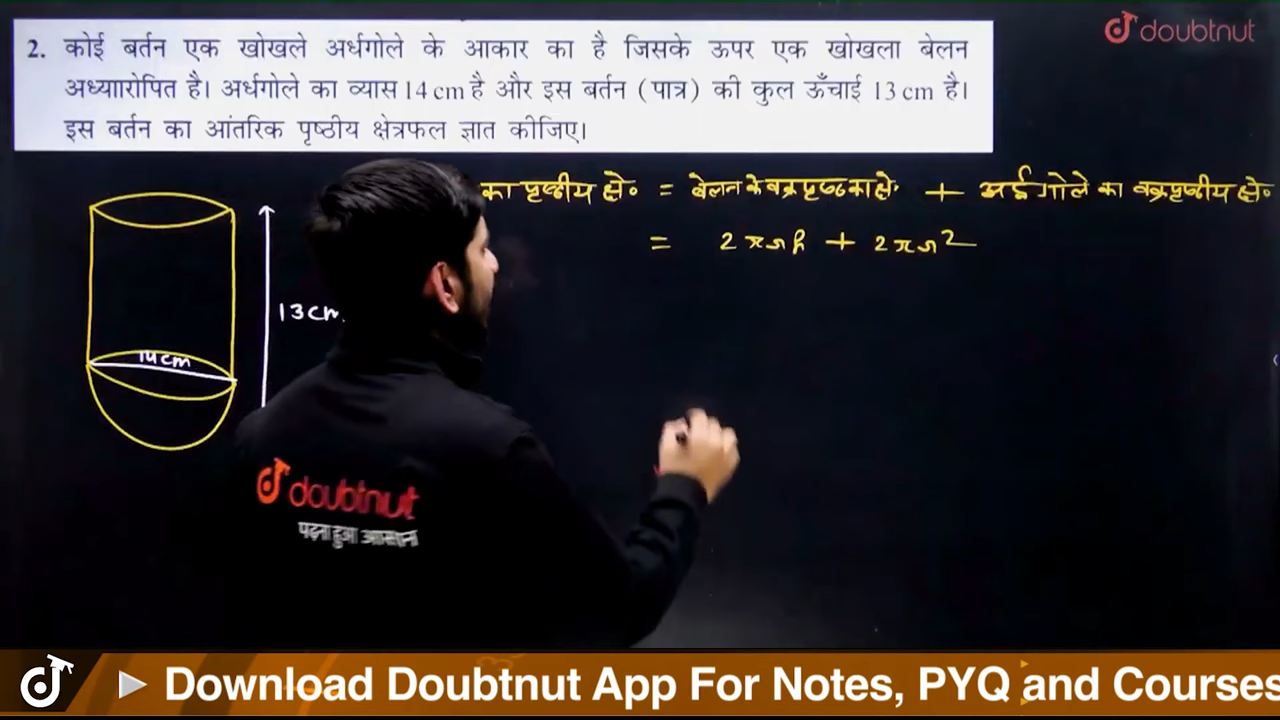 doubtnut
2. कोई बर्तन एक खोखले अर्धगोले के आकार का है जिसके ऊपर एक खोखला बेलन
अध्यारोपित है। अर्धगोले का व्यास 14 cm है और इस बर्तन (पात्र) की कुल ऊँचाई 13 cm है।
इस बर्तन का आंतरिक पृष्ठीय क्षेत्रफल ज्ञात कीजिए।
का पृष्ठीय क्षे० = बेलन के वक्र पृष्ठ का क्षे० + अर्द्धगोले का वक्रपृष्ठीय क्षे०
= 2πrh + 2πr²
13cm.
14cm
doubtnut
पढ़ना हुआ आसान
Download Doubtnut App For Notes, PYQ and Courses